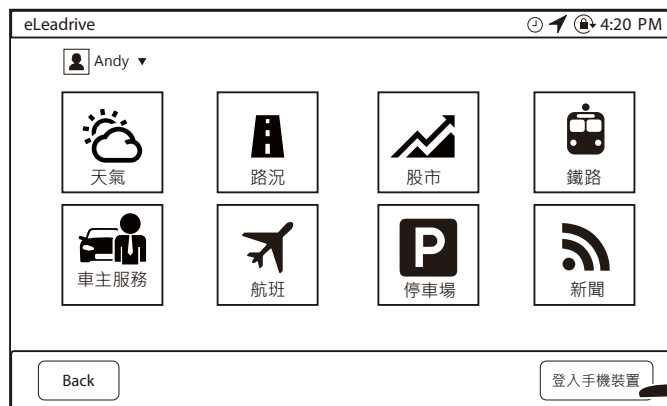 eLeadrive
4:20 PM
Andy
天氣
路況
股市
鐵路
車主服務
航班
P
停車場
新聞
Back
登入手機裝置